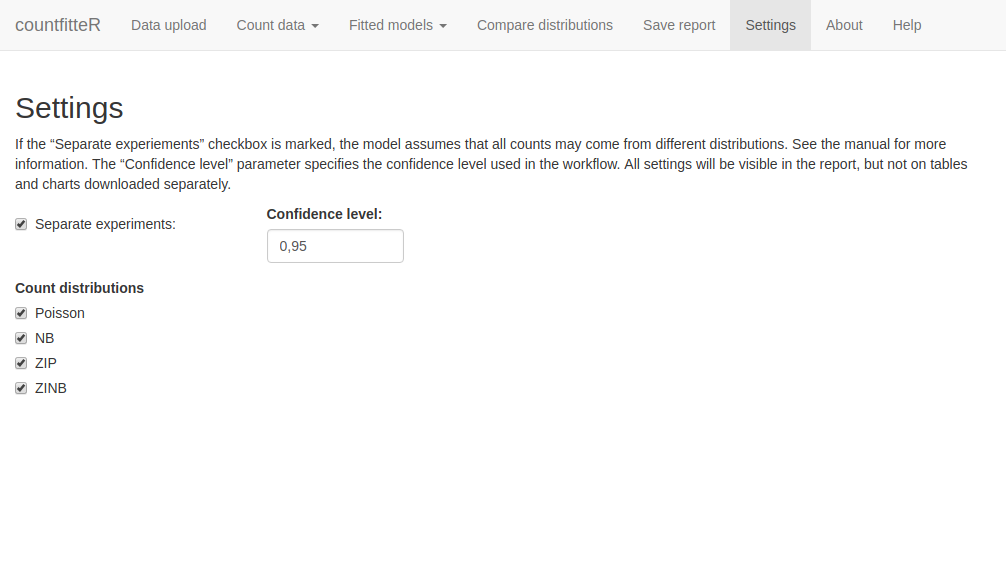 countfitteR Data upload Count data Fitted models Compare distributions Save report Settings About Help
Settings
If the “Separate experiements” checkbox is marked, the model assumes that all counts may come from different distributions. See the manual for more
information. The “Confidence level” parameter specifies the confidence level used in the workflow. All settings will be visible in the report, but not on tables
and charts downloaded separately.
Separate experiments:
Confidence level:
0,95
Count distributions
Poisson
NB
ZIP
ZINB